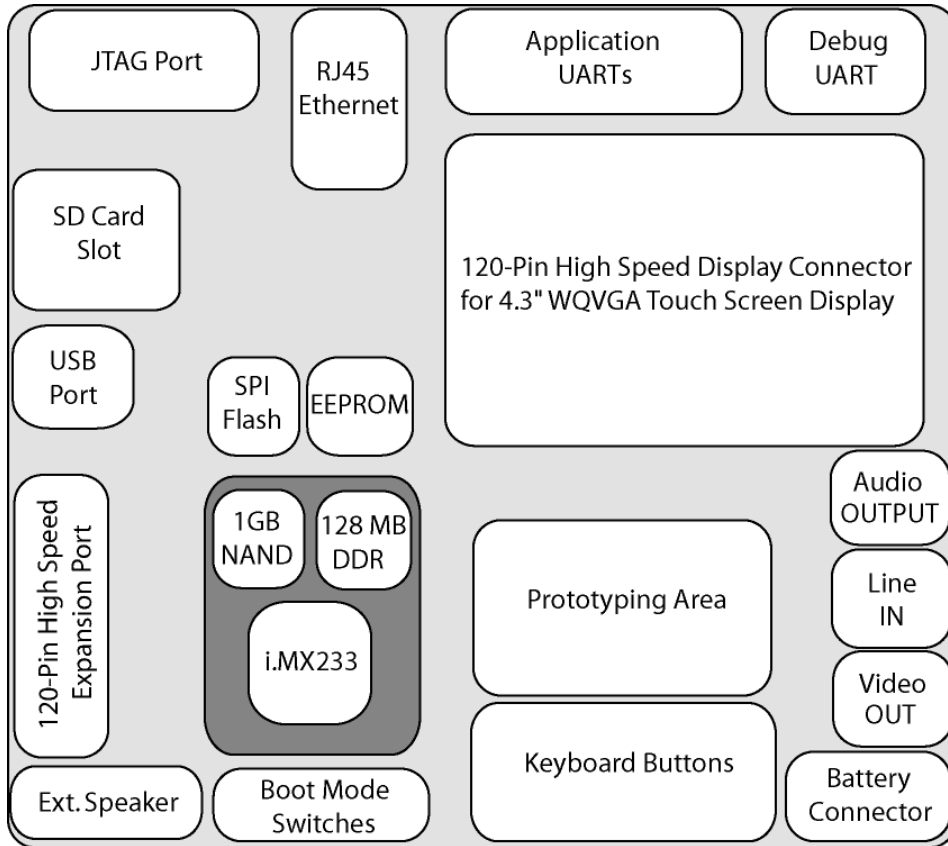 JTAG Port
RJ45
Ethernet
Application
UARTs
Debug
UART
SD Card
Slot
120-Pin High Speed Display Connector
for 4.3" WQVGA Touch Screen Display
USB
Port
SPI
Flash
EEPROM
120-Pin High Speed
Expansion Port
1GB
NAND
128 MB
DDR
i.MX233
Audio
OUTPUT
Prototyping Area
Line
IN
Video
OUT
Keyboard Buttons
Ext. Speaker
Boot Mode
Switches
Battery
Connector